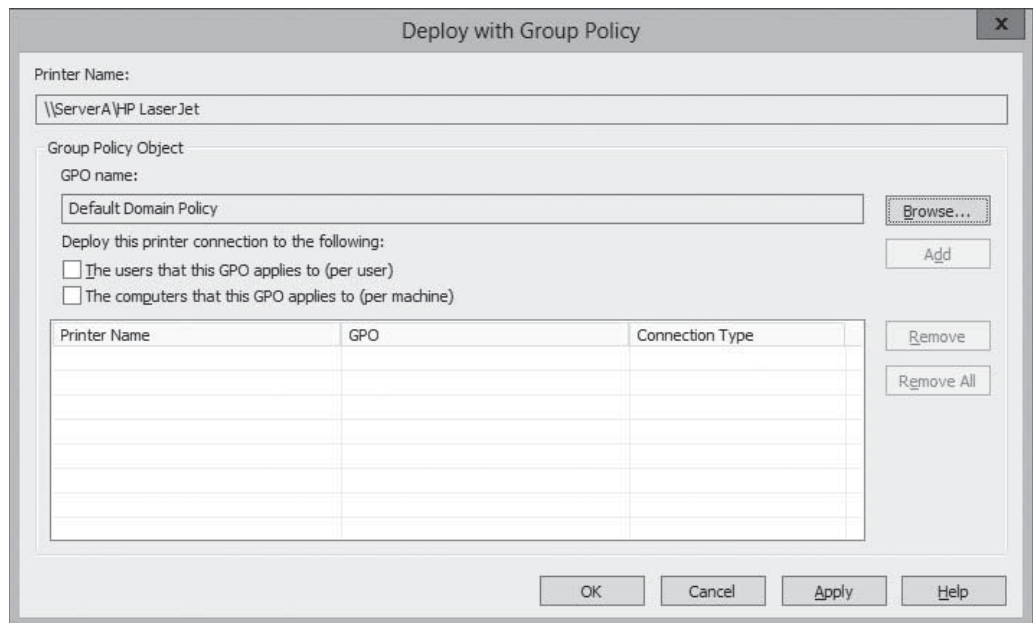 Deploy with Group Policy
x
Printer Name:
\\ServerA\HP LaserJet
Group Policy Object
GPO name:
Default Domain Policy
Browse...
Deploy this printer connection to the following:
Add
The users that this GPO applies to (per user)
The computers that this GPO applies to (per machine)
Printer Name GPO Connection Type
Remove
Remove All
OK Cancel Apply Help